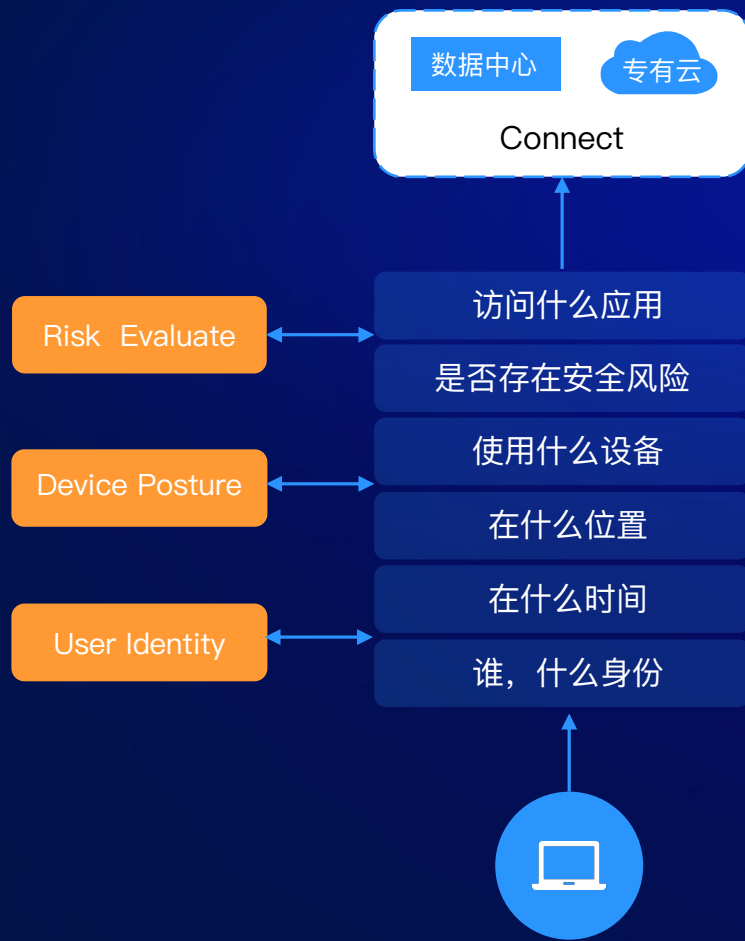 数据中心
专有云
Connect
访问什么应用
Risk Evaluate
是否存在安全风险
使用什么设备
Device Posture
在什么位置
在什么时间
User Identity
谁，什么身份